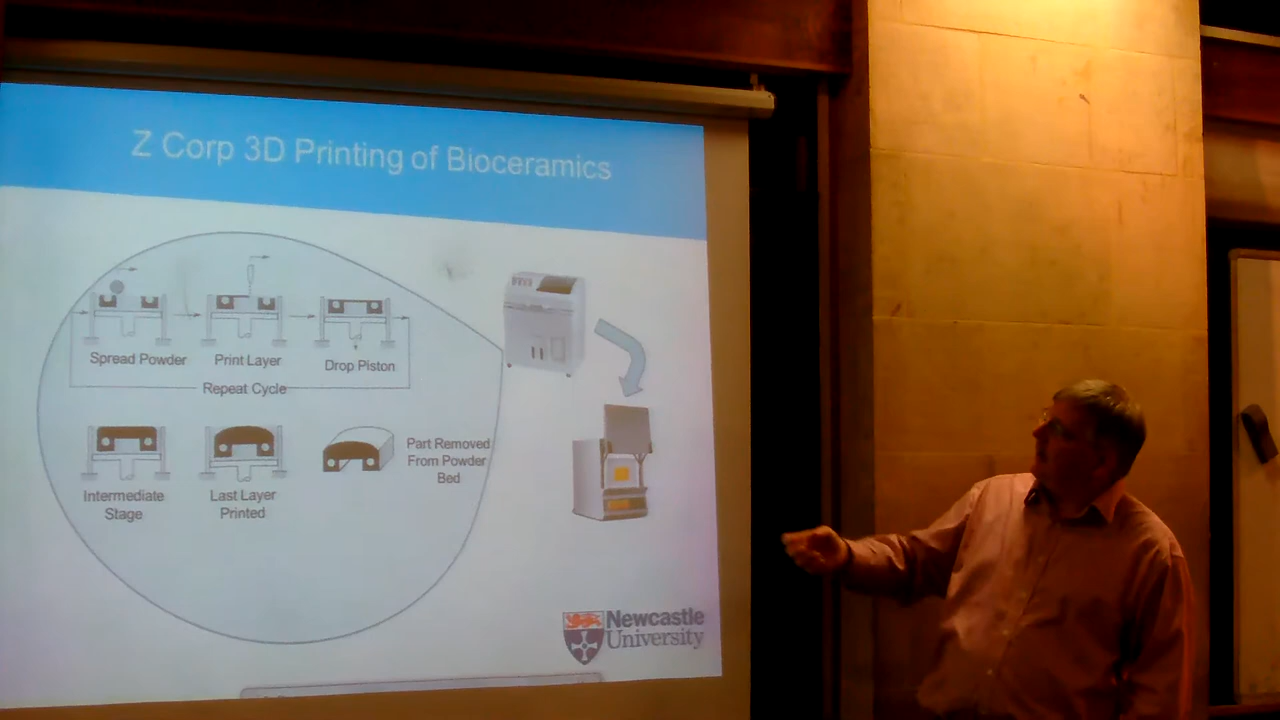 Z Corp 3D Printing of Bioceramics
Spread Powder
Print Layer
Drop Piston
Repeat Cycle
Intermediate
Stage
Last Layer
Printed
Part Removed
From Powder
Bed
Newcastle
University